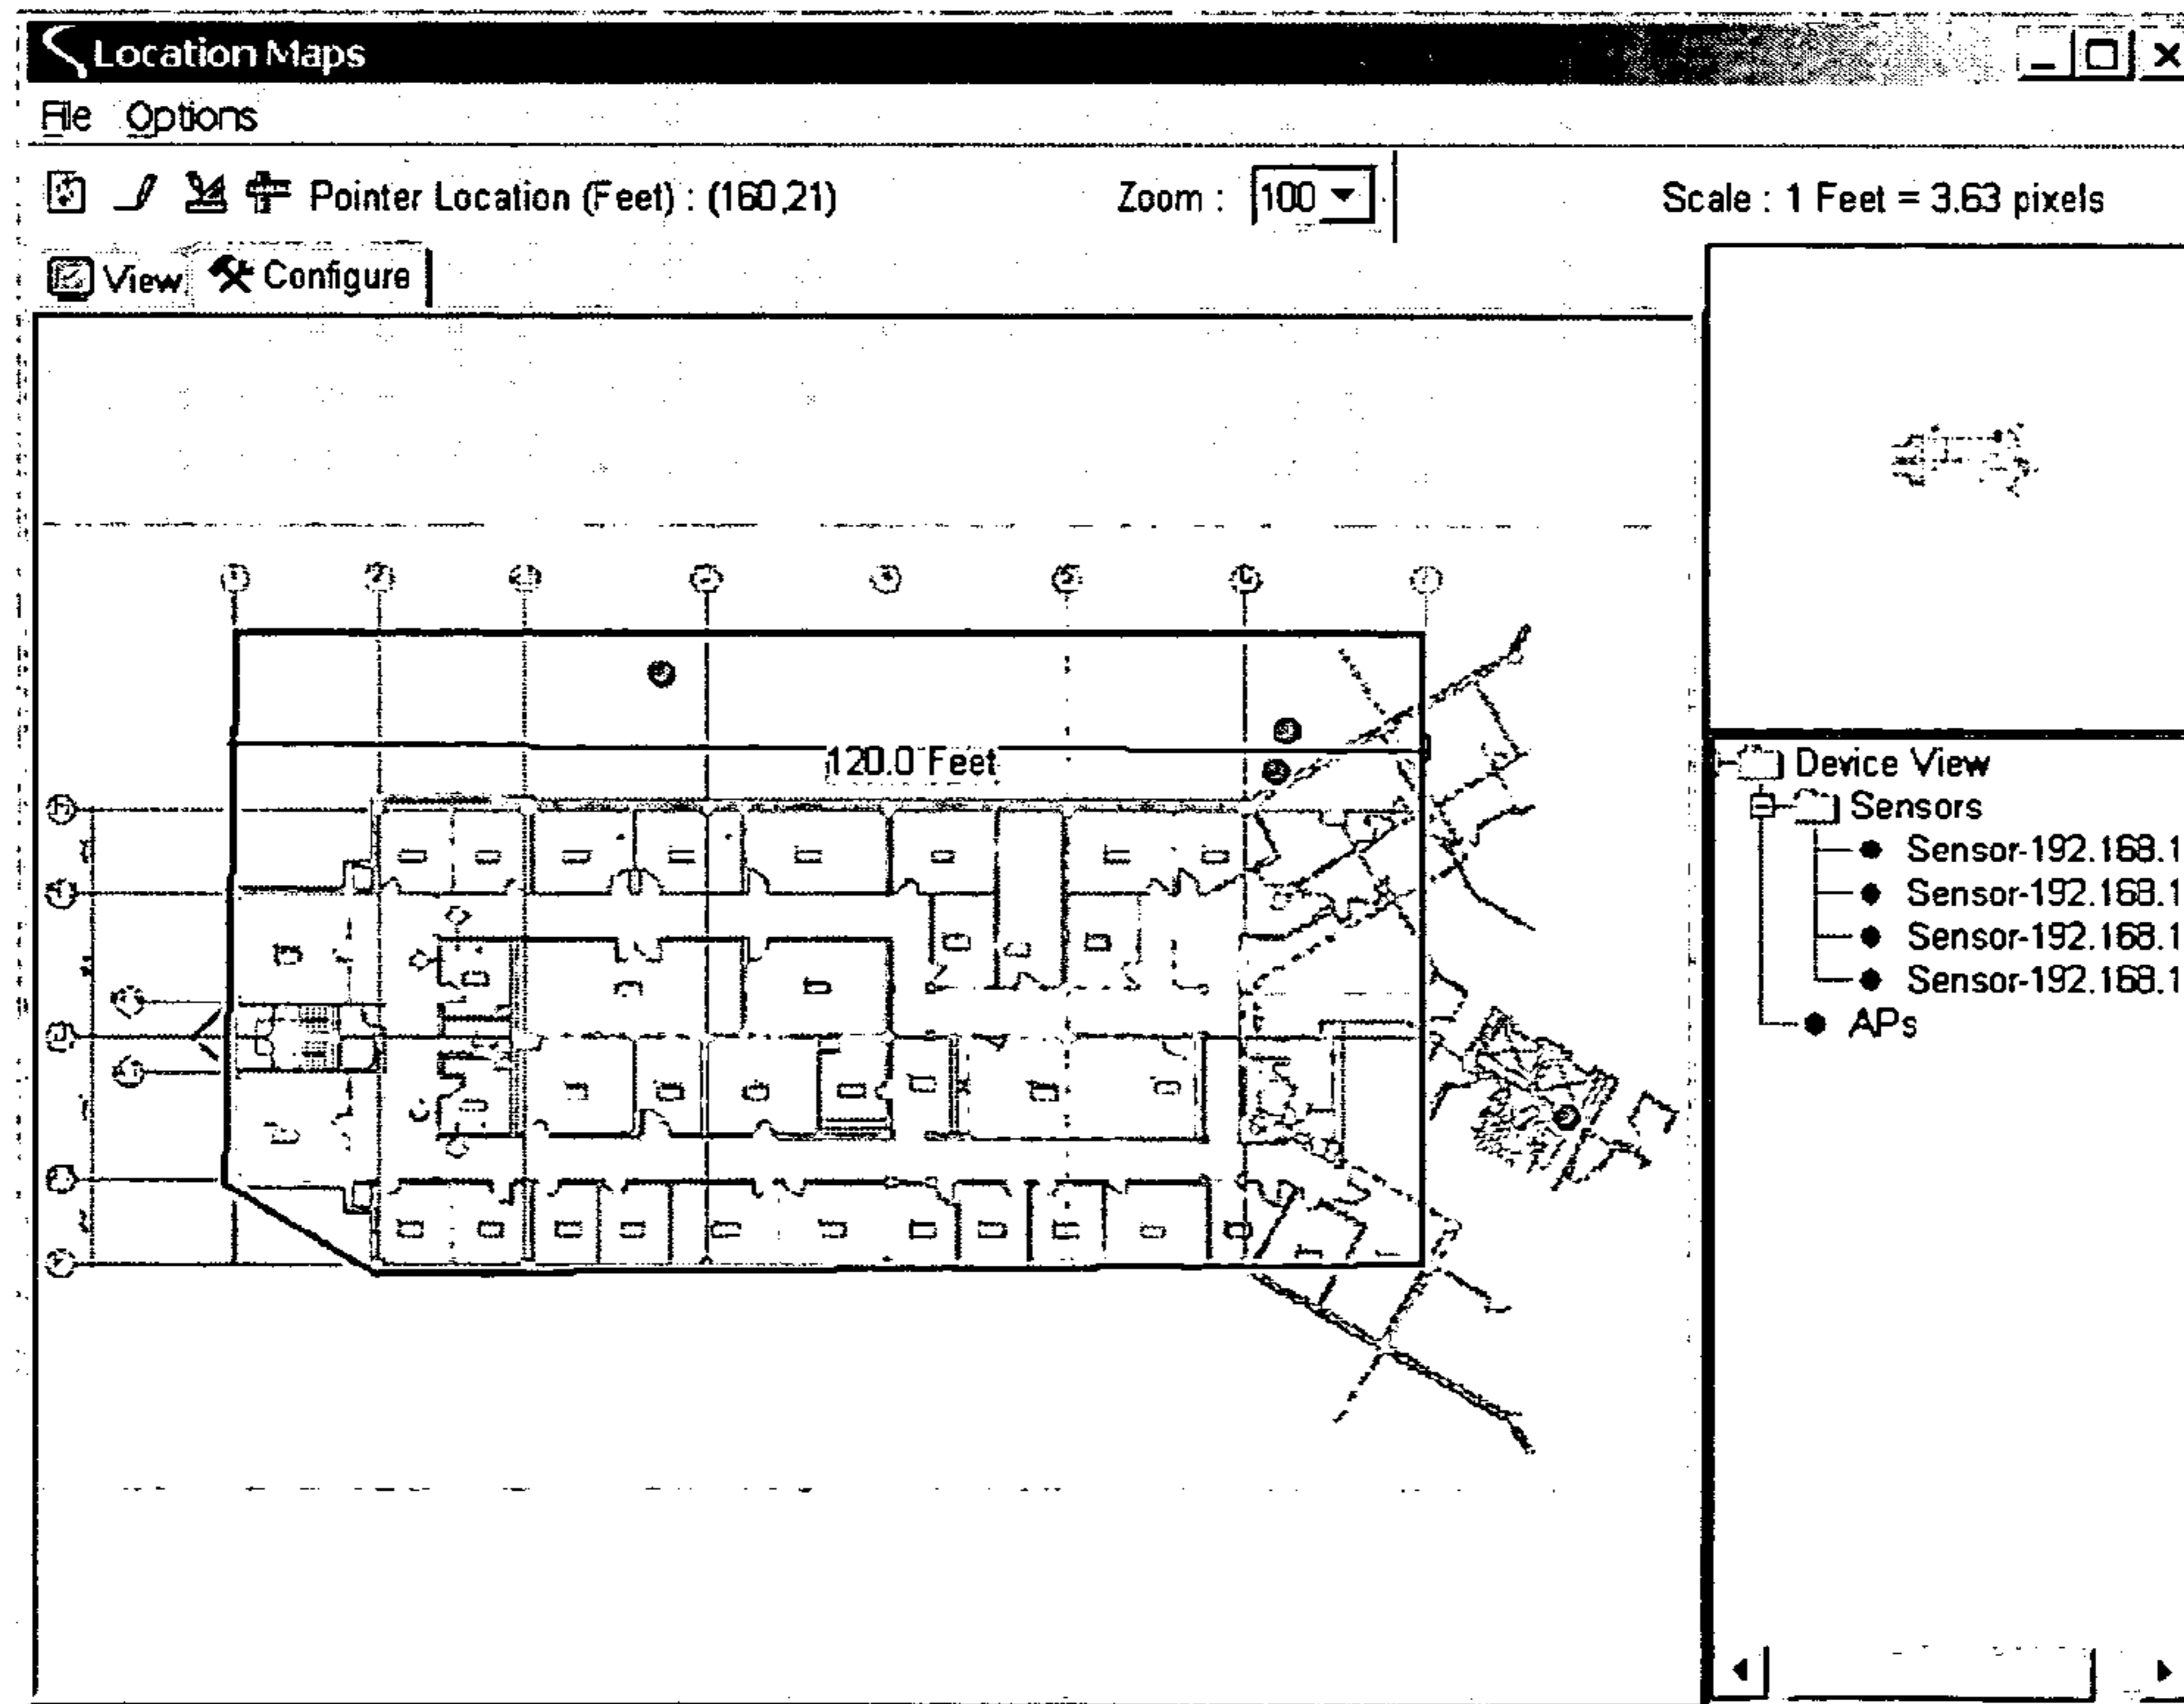 Location Maps
File Options
Pointer Location (Feet) : (160,21) Zoom : 100 Scale : 1 Feet = 3.63 pixels
View Configure
120.0 Feet
Device View
Sensors
Sensor-192.168.1
Sensor-192.168.1
Sensor-192.168.1
Sensor-192.168.1
APs